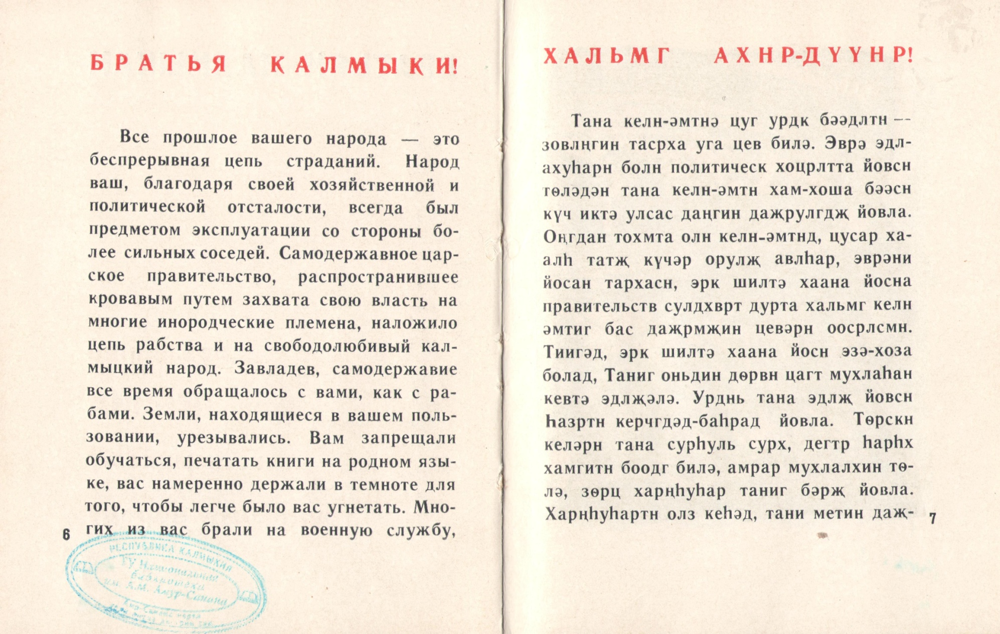 БРАТЬЯ КАЛМЫКИ!
Все прошлое вашего народа — это
беспрерывная цепь страданий. Народ
ваш, благодаря своей хозяйственной и
политической отсталости, всегда был
предметом эксплуатации со стороны бо-
лее сильных соседей. Самодержавное цар-
ское правительство, распространившее
кровавым путем захвата свою власть на
многие инородческие племена, наложило
цепь рабства и на свободолюбивый кал-
мыцкий народ. Завладев, самодержавие
все время обращалось с вами, как с ра-
бами. Земли, находящиеся в вашем поль-
зовании, урезывались. Вам запрещали
обучаться, печатать книги на родном язы-
ке, вас намеренно держали в темноте для
того, чтобы легче было вас угнетать. Мно-
гих из вас брали на военную службу,
6
РЕСПУБЛИКА КАЛМЫКИЯ
ГУ Национальная
библиотека
им. А.М. Амур-Санана
ХАЛЬМГ АХНР-ДҮҮНР!
Тана келн-әмтнә цуг урдк бәәдлтн —
зовлңгин тасрха уга цев билә. Эврә эдл-
ахуһарн болн политическ хоцрлтта йовсн
төләдән тана келн-әмтн хам-хоша бәәсн
күч иктә улсас даңгин даҗрулгдҗ йовла.
Оңгдан тохмта олн келн-әмтнд, цусар ха-
алһ татҗ күчәр орулҗ авлһар, эврәни
йосан тархасн, эрк шилтә хаана йосна
правительств сулдхврт дурта хальмг келн
әмтиг бас даҗрмҗин цевәрн оосрлсмн.
Тиигәд, эрк шилтә хаана йосн эзә-хоза
болад, Таниг оньдин дөрвн цагт мухлаһан
кевтә эдлҗәлә. Урднь тана эдлҗ йовсн
һазртн керчгдәд-баһрад йовла. Төрскн
келәрн тана сурһуль сурх, дегтр һарһх
хамгитн боодг билә, амрар мухлалхин тө-
лә, зөрц харңһуһар таниг бәрҗ йовла.
Харңһуһартн олз кеһәд, тани метин даҗ-
7